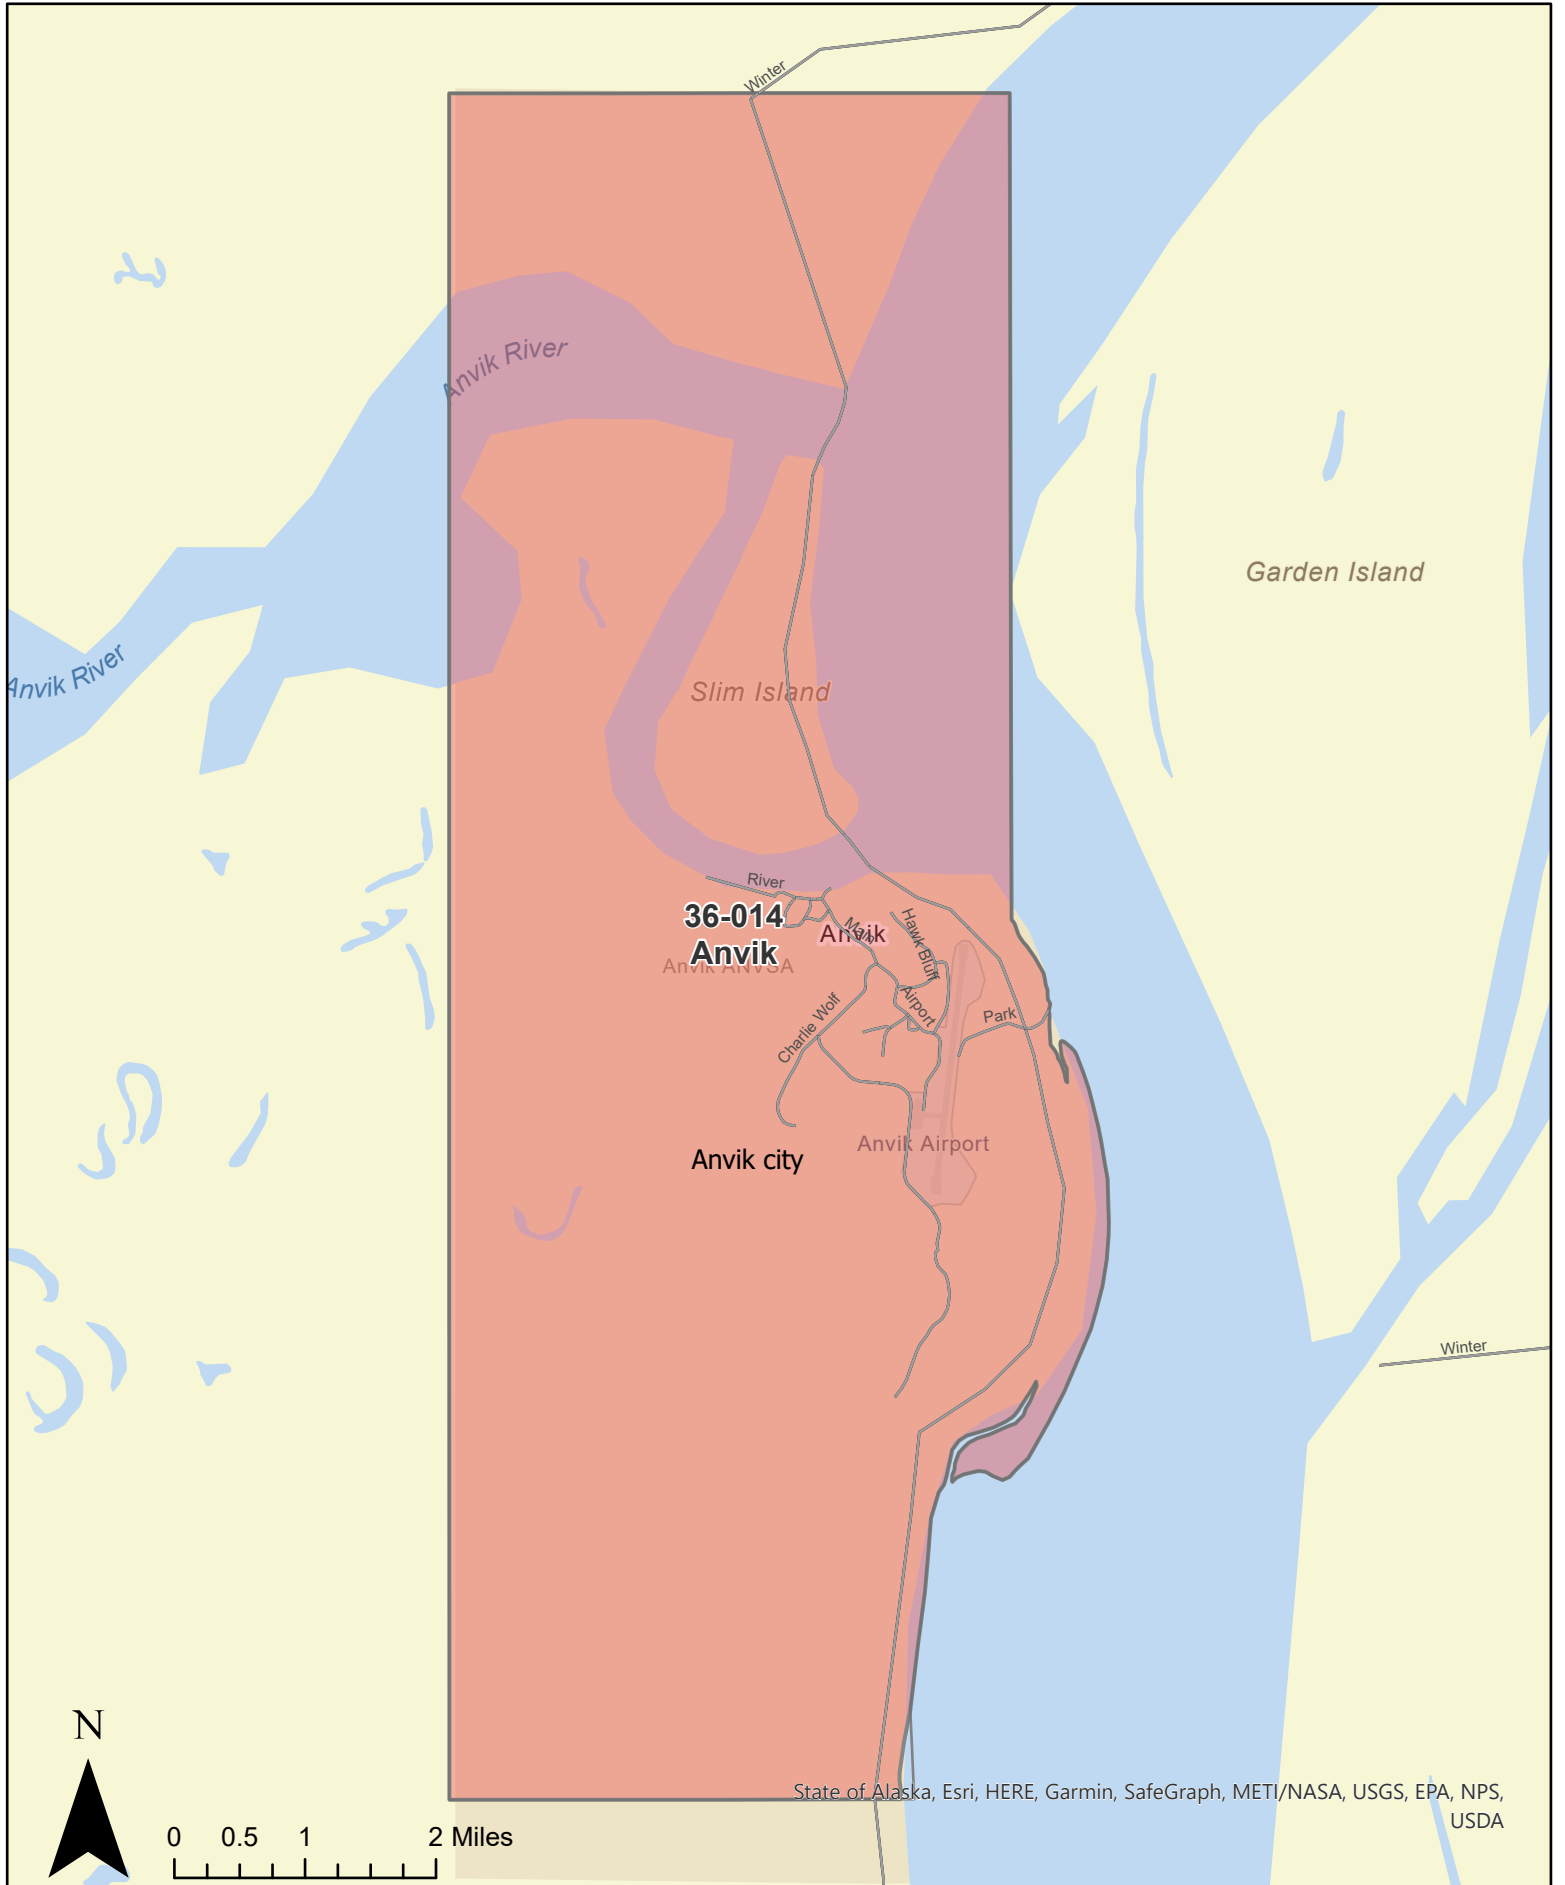 Winter
Anvik River
Garden Island
Anvik River
Slim Island
River
36-014
Anvik
Main
Anvik
Hawk Bluff
Anvik ANVSA
Airport
Charlie Wolf
Park
Anvik Airport
Anvik city
Winter
N
State of Alaska, Esri, HERE, Garmin, SafeGraph, METI/NASA, USGS, EPA, NPS,
USDA
0 0.5 1 2 Miles